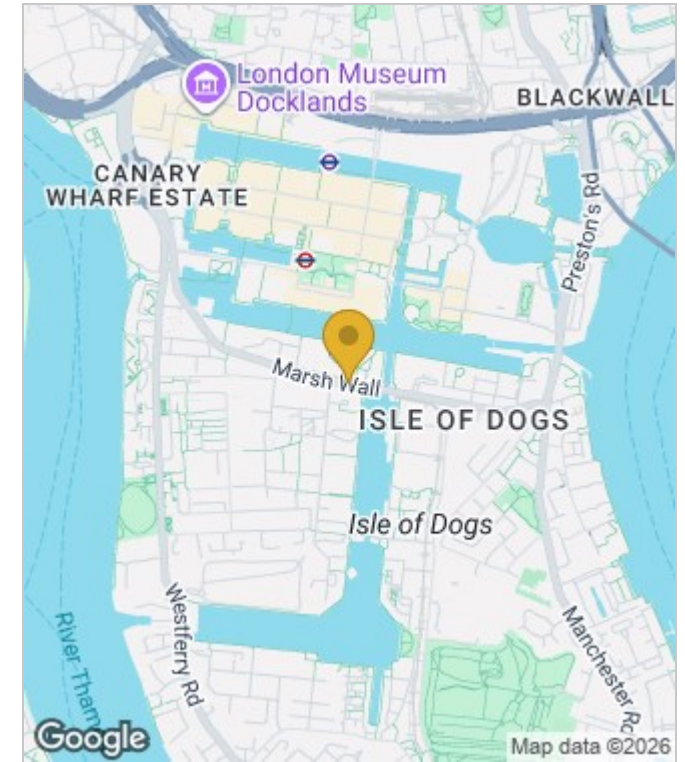 London Museum
Docklands
BLACKWALL
CANARY
WHARF ESTATE
Preston's Rd
Marsh Wall
ISLE OF DOGS
Isle of Dogs
Westferry Rd
River Tham
Manchester Rd
Google
Map data ©2026